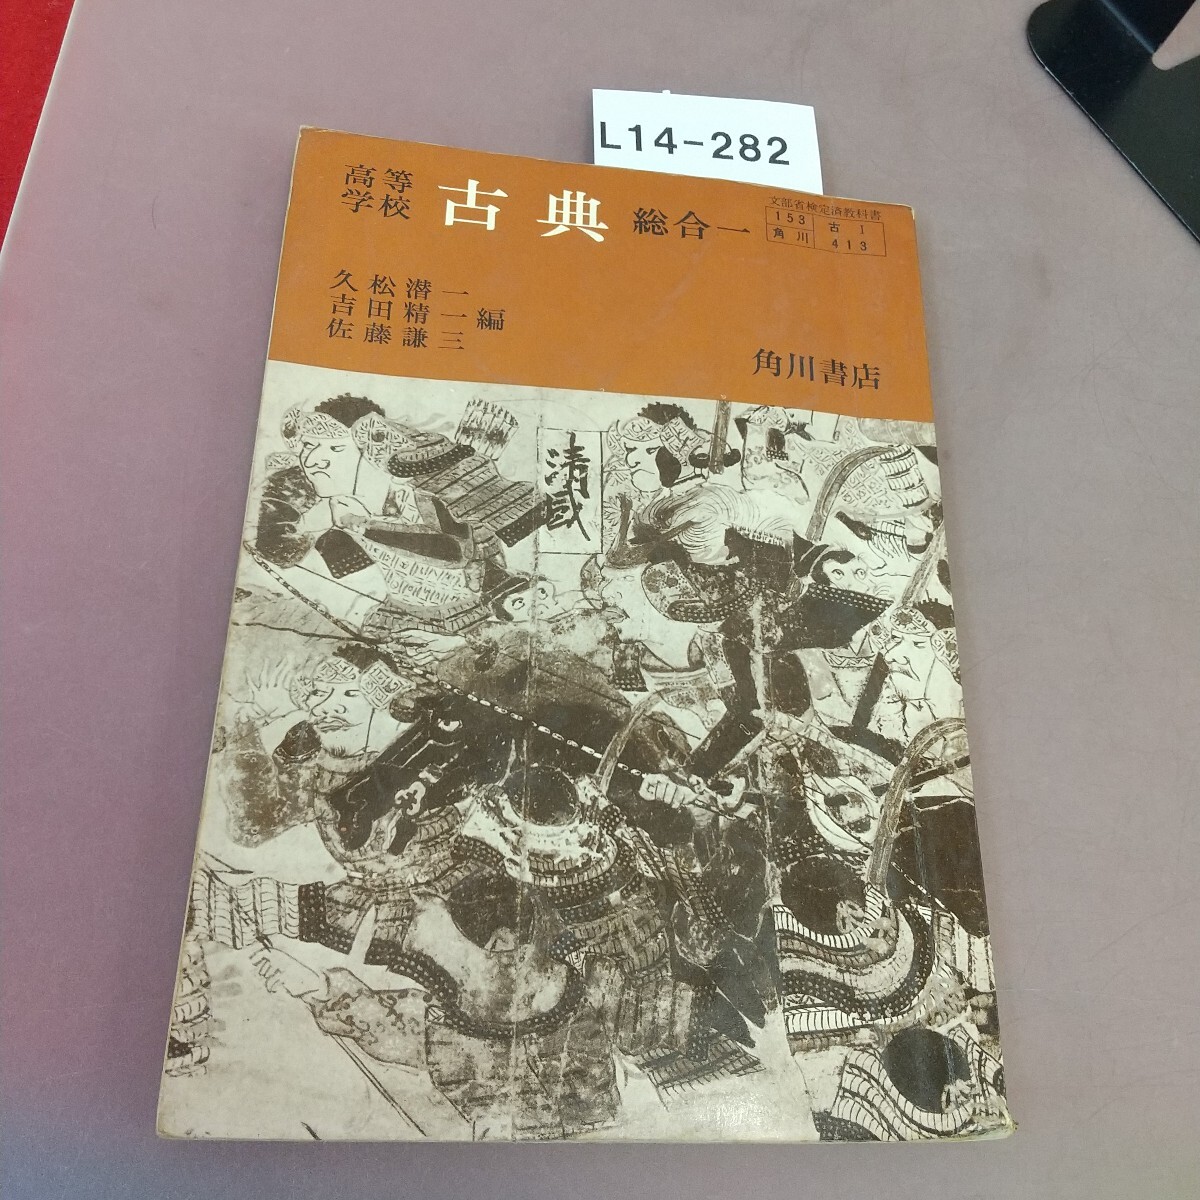 L14-282
高等
学校
古典 総合一
文部省検定済教科書
153 古 I
角川 413
久松潜一
吉田精一 編
佐藤謙三
角川書店
清盛